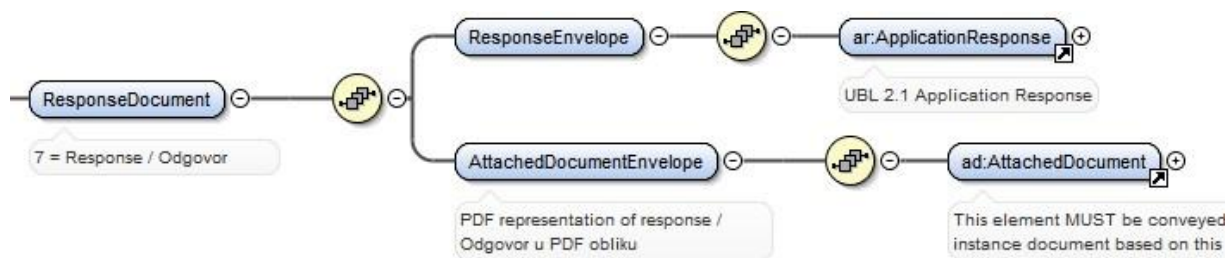 ResponseEnvelope
ar:ApplicationResponse
UBL 2.1 Application Response
ResponseDocument
7 = Response / Odgovor
AttachedDocumentEnvelope
ad:AttachedDocument
PDF representation of response /
Odgovor u PDF obliku
This element MUST be conveyed
instance document based on this